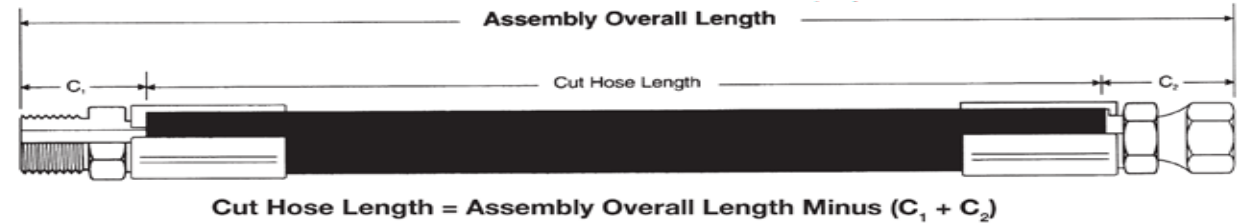 Assembly Overall Length
C₁
Cut Hose Length
C₂
Cut Hose Length = Assembly Overall Length Minus (C₁ + C₂)